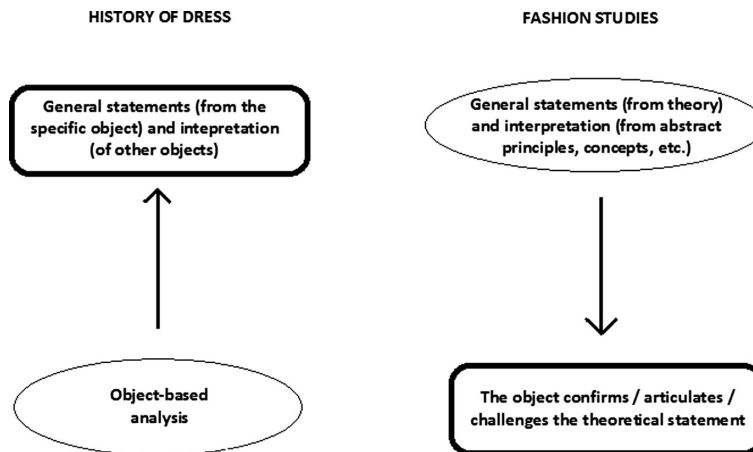 HISTORY OF DRESS
General statements (from the
specific object) and intepretation
(of other objects)
Object-based
analysis
FASHION STUDIES
General statements (from theory)
and interpretation (from abstract
principles, concepts, etc.)
The object confirms / articulates /
challenges the theoretical statement